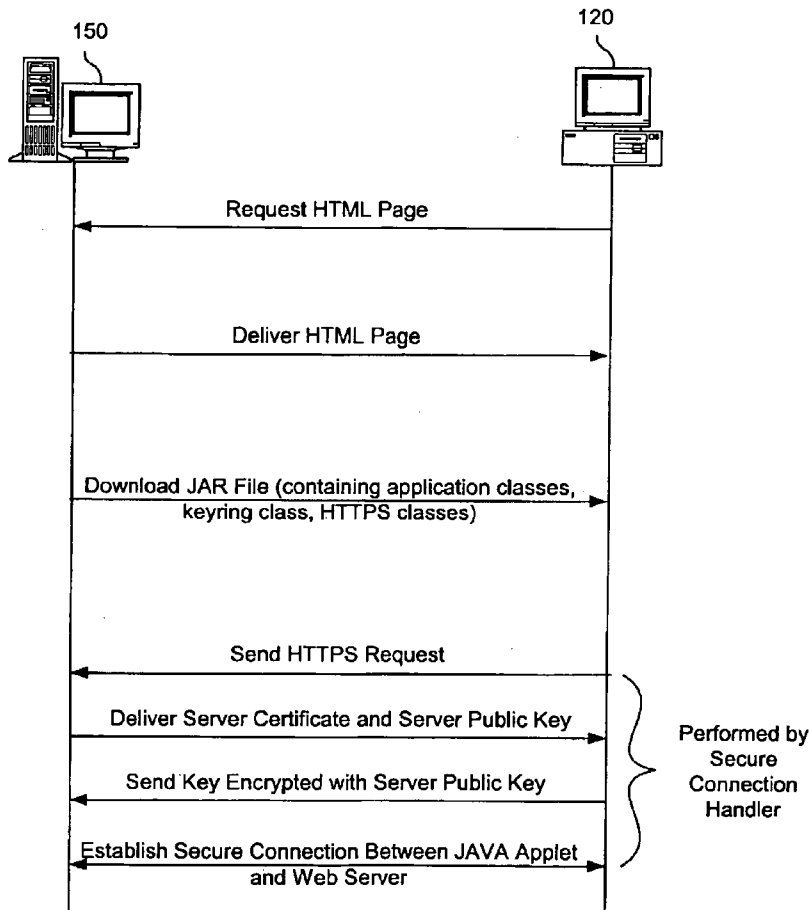 150
120
Request HTML Page
Deliver HTML Page
Download JAR File (containing application classes,
keyring class, HTTPS classes)
Send HTTPS Request
Deliver Server Certificate and Server Public Key
Send Key Encrypted with Server Public Key
Establish Secure Connection Between JAVA Applet
and Web Server
Performed by
Secure
Connection
Handler